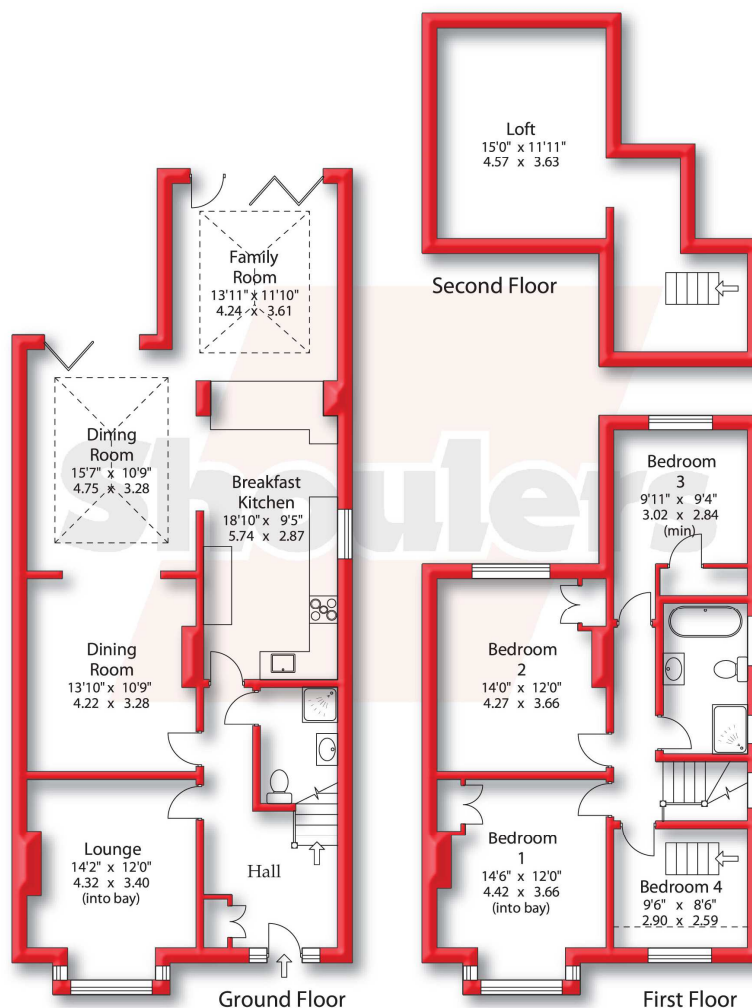 Loft
15'0" x 11'11"
4.57 x 3.63
Second Floor
Family
Room
13'11" x 11'10"
4.24 x 3.61
Dining
Room
15'7" x 10'9"
4.75 x 3.28
Breakfast
Kitchen
18'10" x 9'5"
5.74 x 2.87
Dining
Room
13'10" x 10'9"
4.22 x 3.28
Lounge
14'2" x 12'0"
4.32 x 3.40
(into bay)
Hall
Ground Floor
Bedroom
3
9'11" x 9'4"
3.02 x 2.84
(min)
Bedroom
2
14'0" x 12'0"
4.27 x 3.66
Bedroom
1
14'6" x 12'0"
4.42 x 3.66
(into bay)
Bedroom 4
9'6" x 8'6"
2.90 x 2.59
First Floor
Shoulers